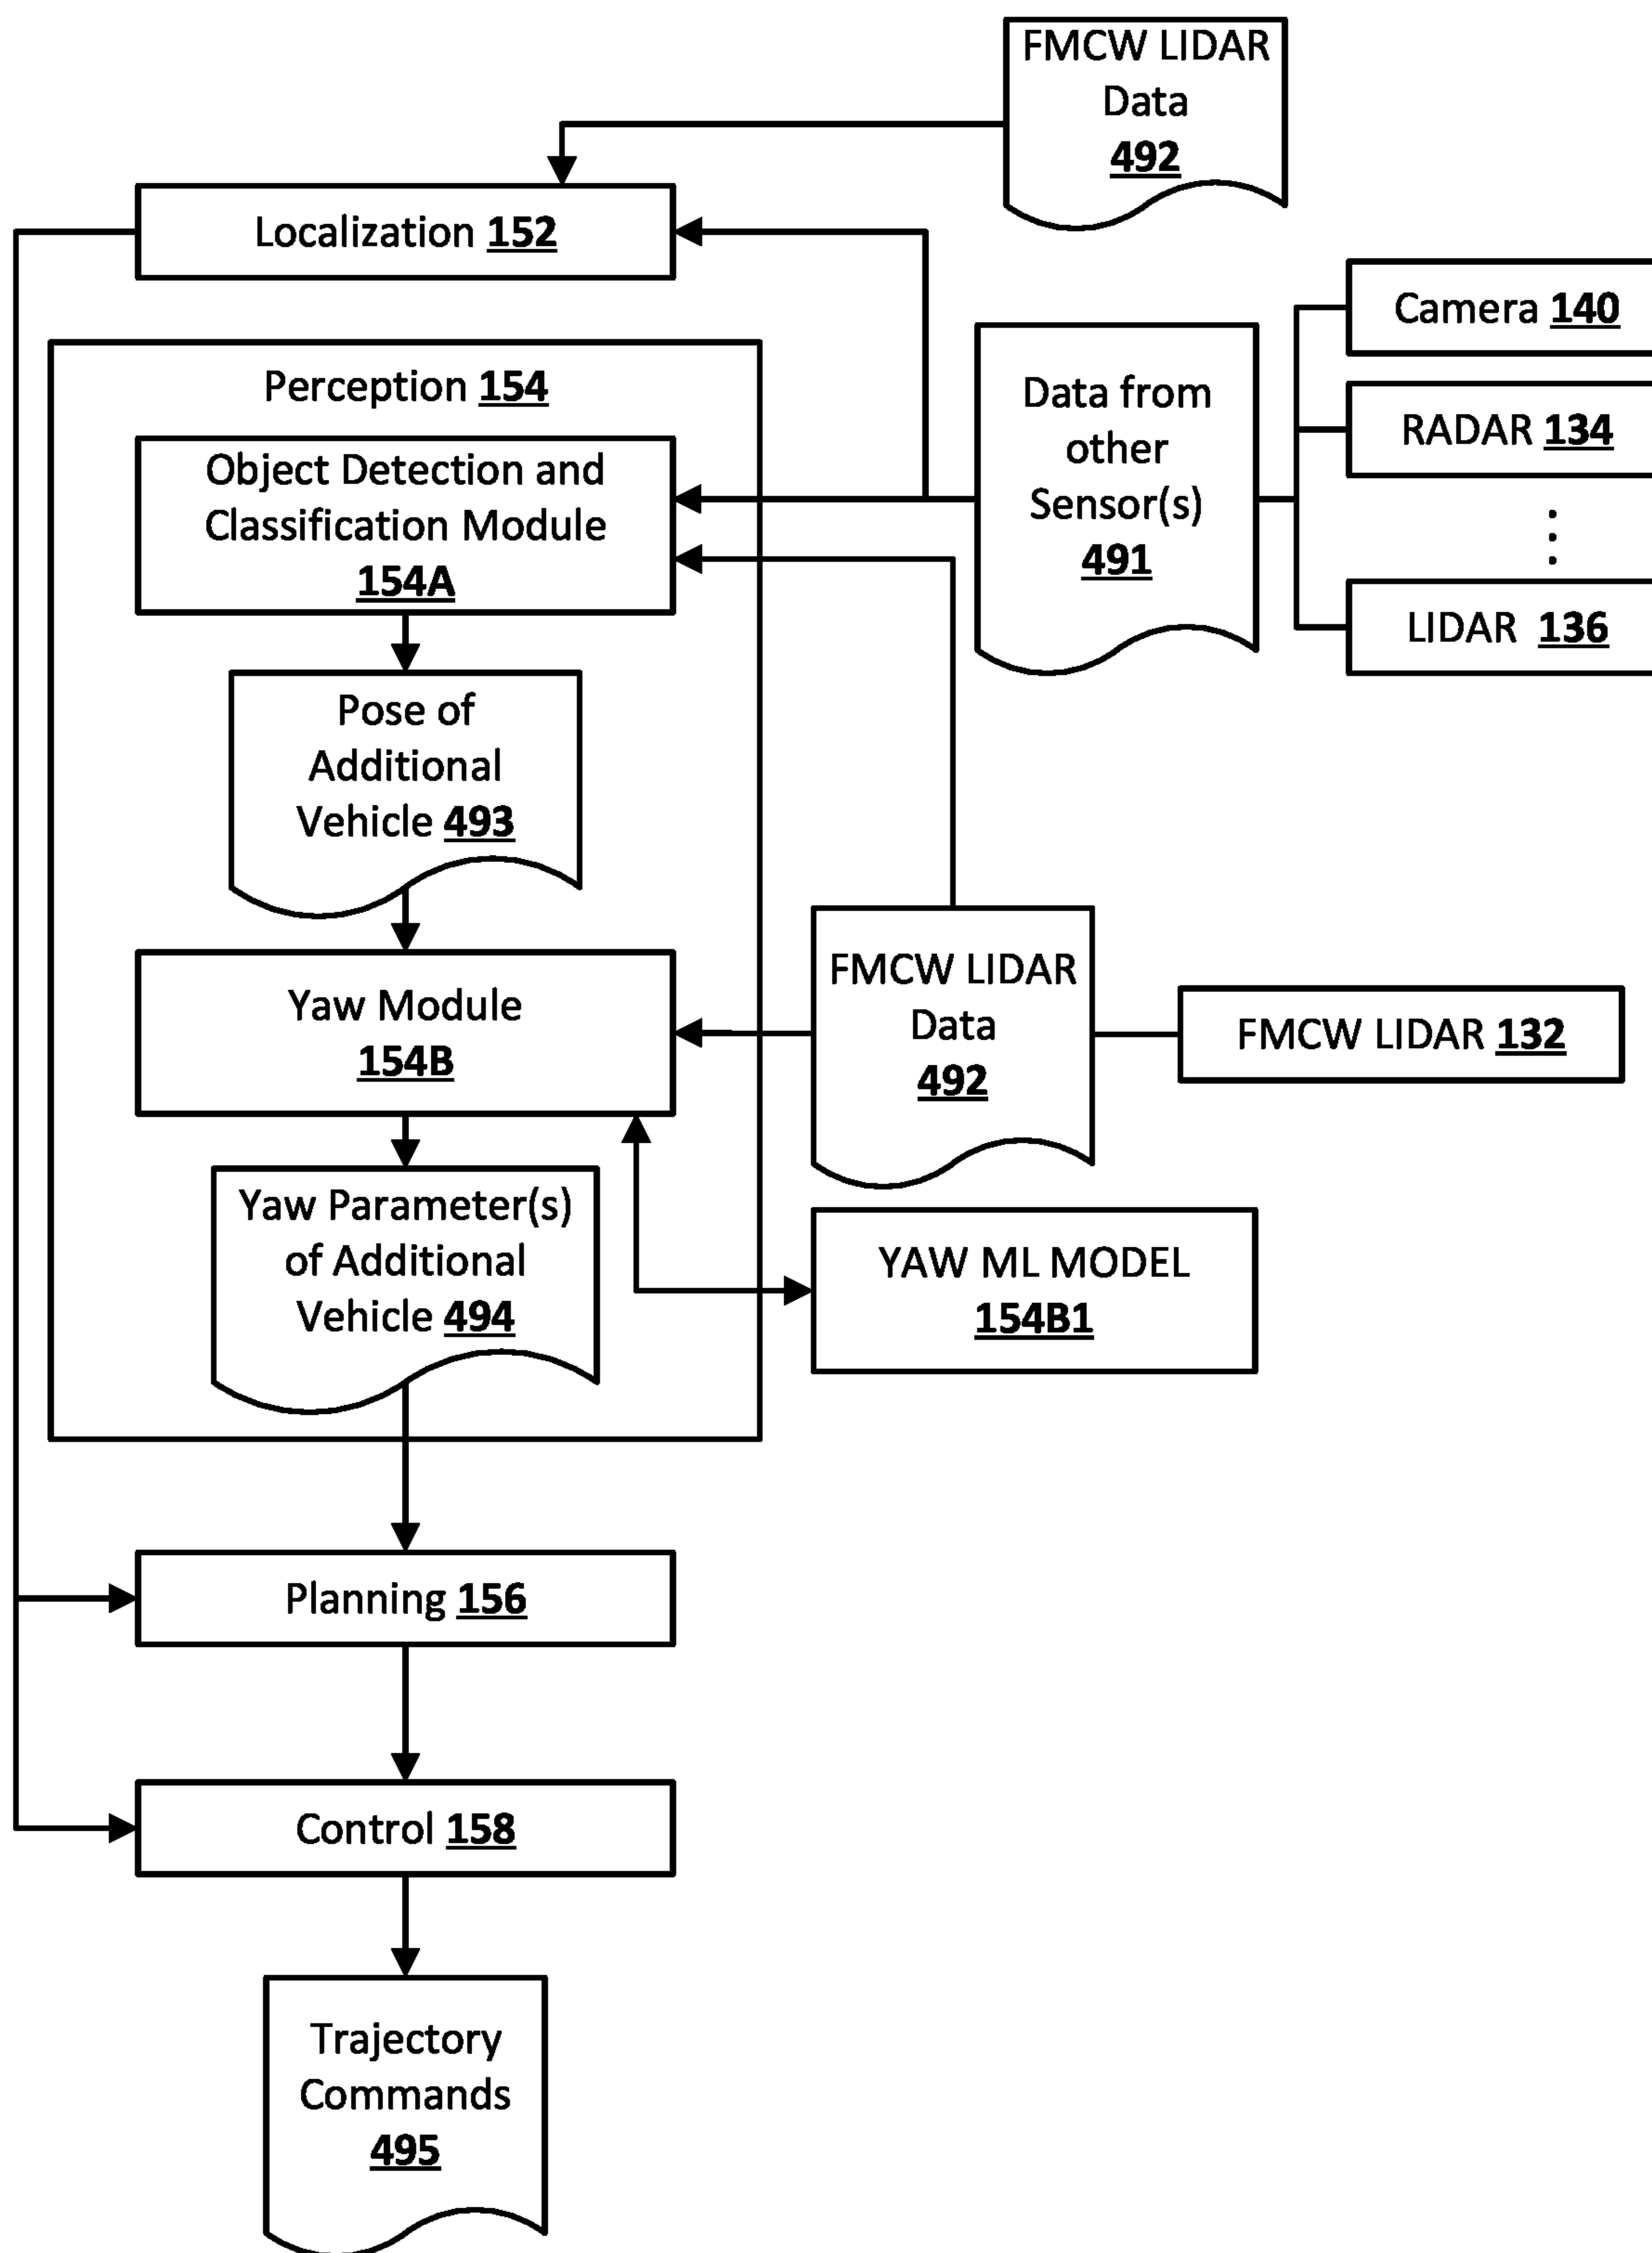 FMCW LIDAR
Data
492
Localization 152
Camera 140
Perception 154
Data from
other
Sensor(s)
491
RADAR 134
Object Detection and
Classification Module
154A
LIDAR 136
Pose of
Additional
Vehicle 493
Yaw Module
154B
FMCW LIDAR
Data
492
FMCW LIDAR 132
Yaw Parameter(s)
of Additional
Vehicle 494
YAW ML MODEL
154B1
Planning 156
Control 158
Trajectory
Commands
495